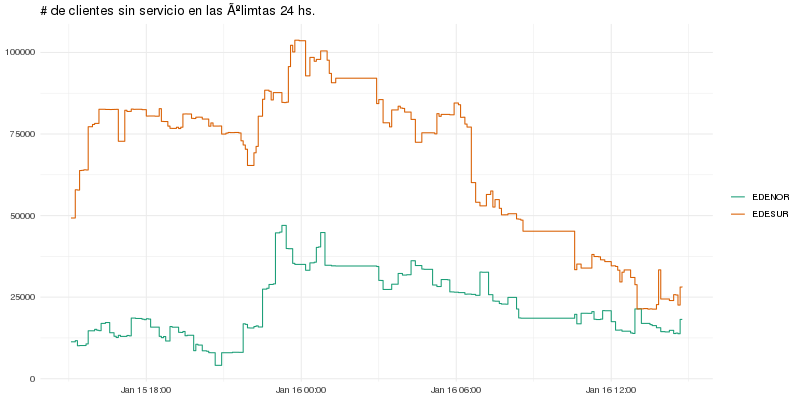 # de clientes sin servicio en las Ãºlimtas 24 hs.
100000
75000
50000
25000
0
Jan 15 18:00
Jan 16 00:00
Jan 16 06:00
Jan 16 12:00
EDENOR
EDESUR